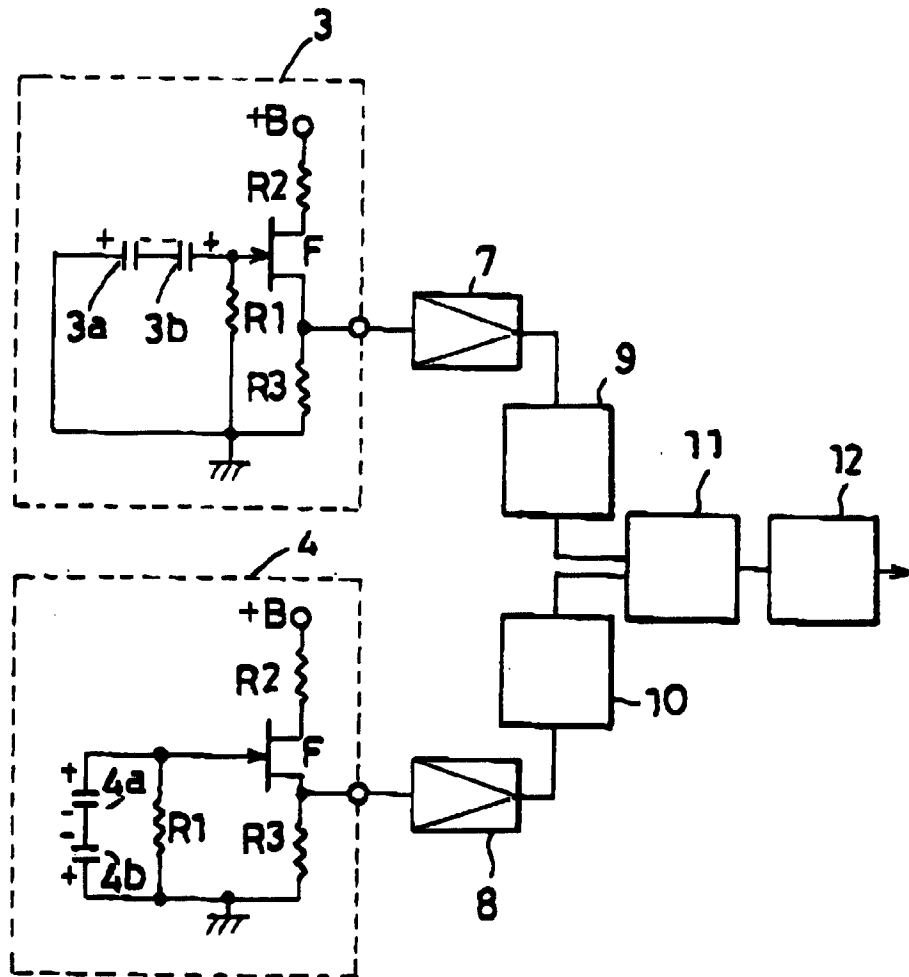 3
+B
R2
F
+ - - +
3a
3b
R1
R3
7
9
11
12
4
+B
R2
F
+
4a
-
-
R1
R3
4b
+
10
8